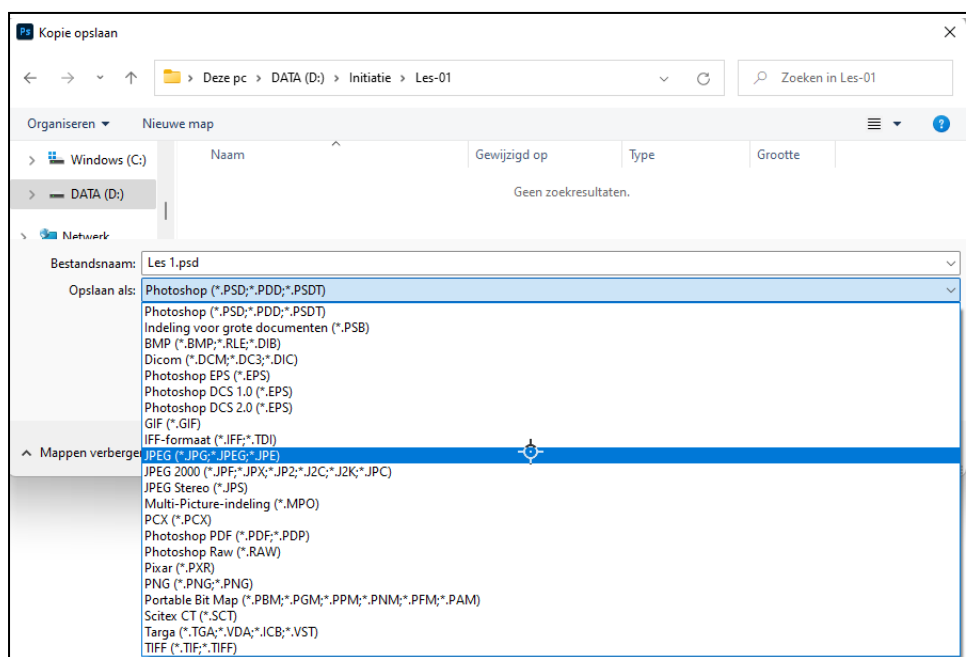 Ps Kopie opslaan
Deze pc > DATA (D:) > Initiatie > Les-01
Zoeken in Les-01
Organiseren Nieuwe map
?
Naam Gewijzigd op Type Grootte
Windows (C:)
Geen zoekresultaten.
DATA (D:)
Netwerk
Bestandsnaam: Les 1.psd
Opslaan als: Photoshop (*.PSD;*.PDD;*.PSDT)
Photoshop (*.PSD;*.PDD;*.PSDT)
Indeling voor grote documenten (*.PSB)
BMP (*.BMP;*.RLE;*.DIB)
Dicom (*.DCM;*.DC3;*.DIC)
Photoshop EPS (*.EPS)
Photoshop DCS 1.0 (*.EPS)
Photoshop DCS 2.0 (*.EPS)
GIF (*.GIF)
IFF-formaat (*.IFF;*.TDI)
Mappen verbergen
JPEG (*.JPG;*.JPEG;*.JPE)
JPEG 2000 (*.JPF;*.JPX;*.JP2;*.J2C;*.J2K;*.JPC)
JPEG Stereo (*.JPS)
Multi-Picture-indeling (*.MPO)
PCX (*.PCX)
Photoshop PDF (*.PDF;*.PDP)
Photoshop Raw (*.RAW)
Pixar (*.PXR)
PNG (*.PNG;*.PNG)
Portable Bit Map (*.PBM;*.PGM;*.PPM;*.PNM;*.PFM;*.PAM)
Scitex CT (*.SCT)
Targa (*.TGA;*.VDA;*.ICB;*.VST)
TIFF (*.TIF;*.TIFF)